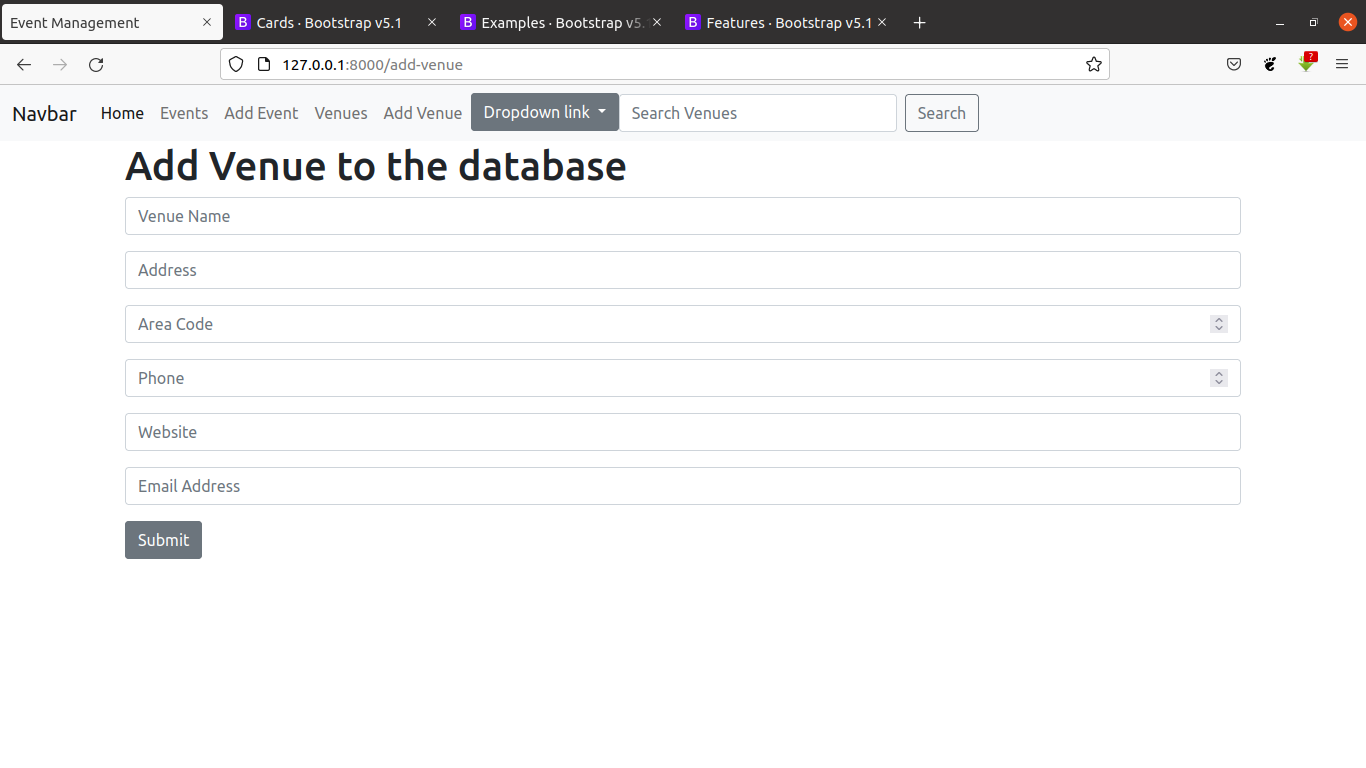 Event Management
Cards · Bootstrap v5.1
Examples · Bootstrap v5.
Features · Bootstrap v5.1
127.0.0.1:8000/add-venue
?
Navbar Home Events Add Event Venues Add Venue Dropdown link Search Venues Search
Add Venue to the database
Venue Name
Address
Area Code
Phone
Website
Email Address
Submit